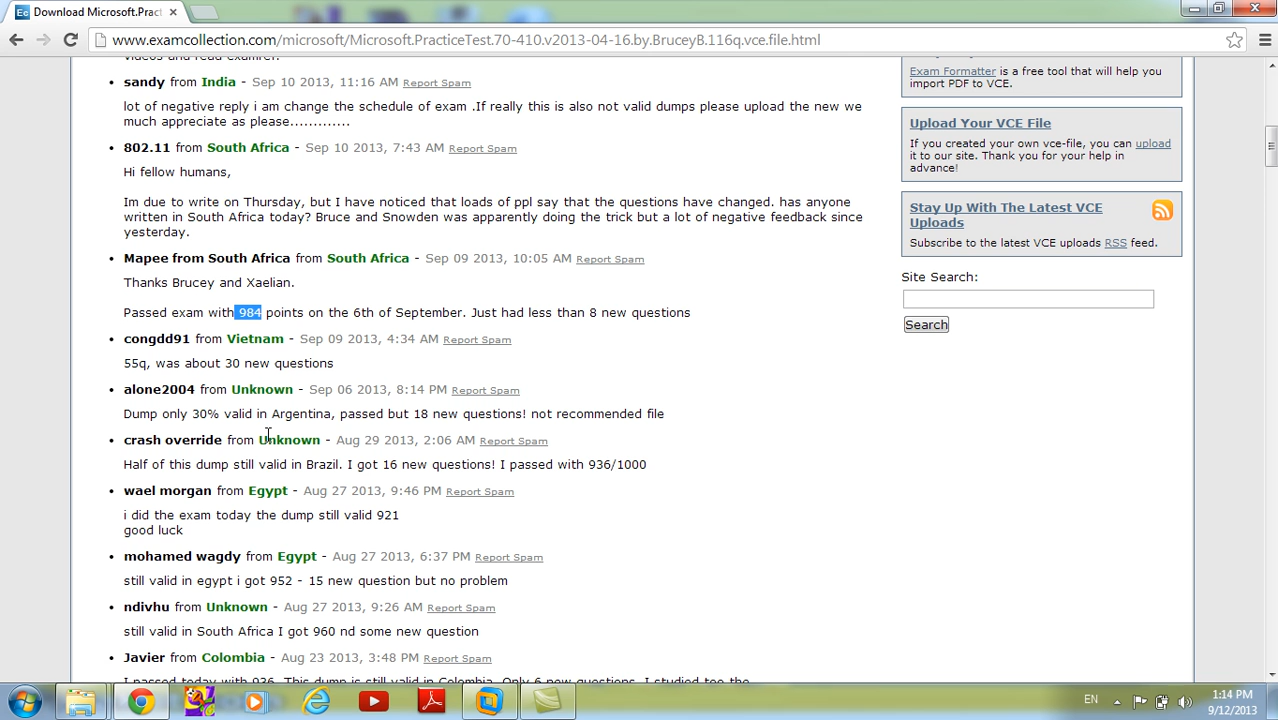 Download Microsoft.Pract
www.examcollection.com/microsoft/Microsoft.PracticeTest.70-410.v2013-04-16.by.BruceyB.116q.vce.file.html
sandy from India - Sep 10 2013, 11:16 AM Report Spam
lot of negative reply i am change the schedule of exam .If really this is also not valid dumps please upload the new we
much appreciate as please.............
802.11 from South Africa - Sep 10 2013, 7:43 AM Report Spam
Hi fellow humans,
Im due to write on Thursday, but I have noticed that loads of ppl say that the questions have changed. has anyone
written in South Africa today? Bruce and Snowden was apparently doing the trick but a lot of negative feedback since
yesterday.
Mapee from South Africa from South Africa - Sep 09 2013, 10:05 AM Report Spam
Thanks Brucey and Xaelian.
Passed exam with 984 points on the 6th of September. Just had less than 8 new questions
congdd91 from Vietnam - Sep 09 2013, 4:34 AM Report Spam
55q, was about 30 new questions
alone2004 from Unknown - Sep 06 2013, 8:14 PM Report Spam
Dump only 30% valid in Argentina, passed but 18 new questions! not recommended file
crash override from Unknown - Aug 29 2013, 2:06 AM Report Spam
Half of this dump still valid in Brazil. I got 16 new questions! I passed with 936/1000
wael morgan from Egypt - Aug 27 2013, 9:46 PM Report Spam
i did the exam today the dump still valid 921
good luck
mohamed wagdy from Egypt - Aug 27 2013, 6:37 PM Report Spam
still valid in egypt i got 952 - 15 new question but no problem
ndivhu from Unknown - Aug 27 2013, 9:26 AM Report Spam
still valid in South Africa I got 960 nd some new question
Javier from Colombia - Aug 23 2013, 3:48 PM Report Spam
I passed today with 936. This dump is still valid in Colombia. Only 6 new questions. I studied too the
Exam Formatter is a free tool that will help you
import PDF to VCE.
Upload Your VCE File
If you created your own vce-file, you can upload
it to our site. Thank you for your help in
advance!
Stay Up With The Latest VCE
Uploads
Subscribe to the latest VCE uploads RSS feed.
Site Search:
Search
EN
1:14 PM
9/12/2013